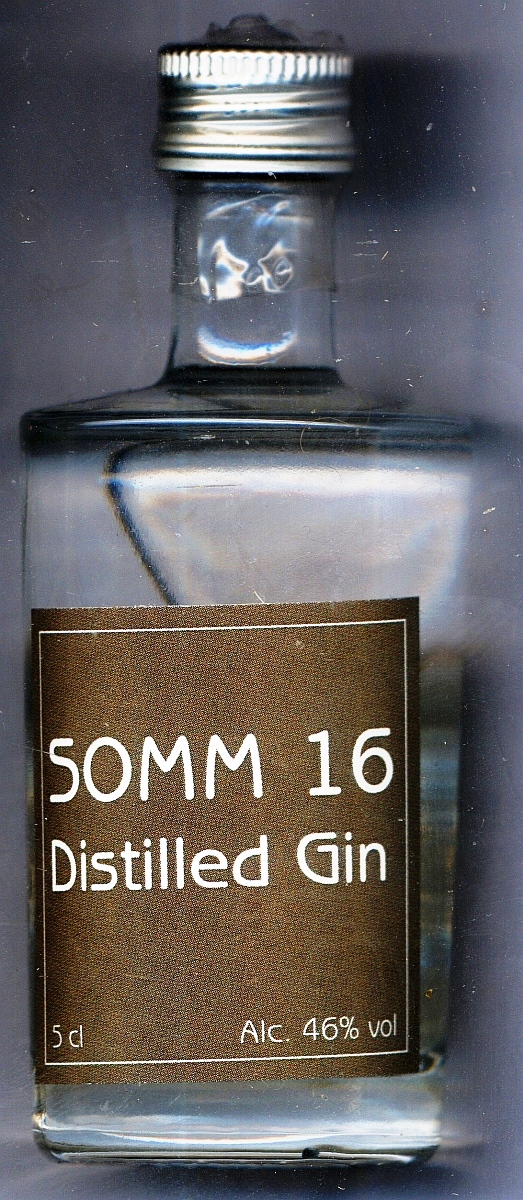 SOMM 16
Distilled Gin
5 cl
Alc. 46% vol